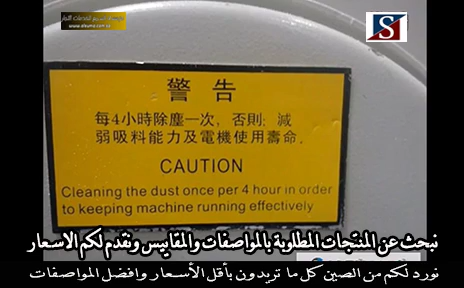 S
警告
每4小時除塵一次，否則：減
弱吸料能力及電機使用壽命。
CAUTION
Cleaning the dust once per 4 hour in order
to keeping machine running effectively
نبحث عن المنتجات المطلوبة بالمواصفات والمقاييس ونقدم لكم الاسعار
نورد لكم من الصين كل ما تريدون بأقل الأسعار وافضل المواصفات